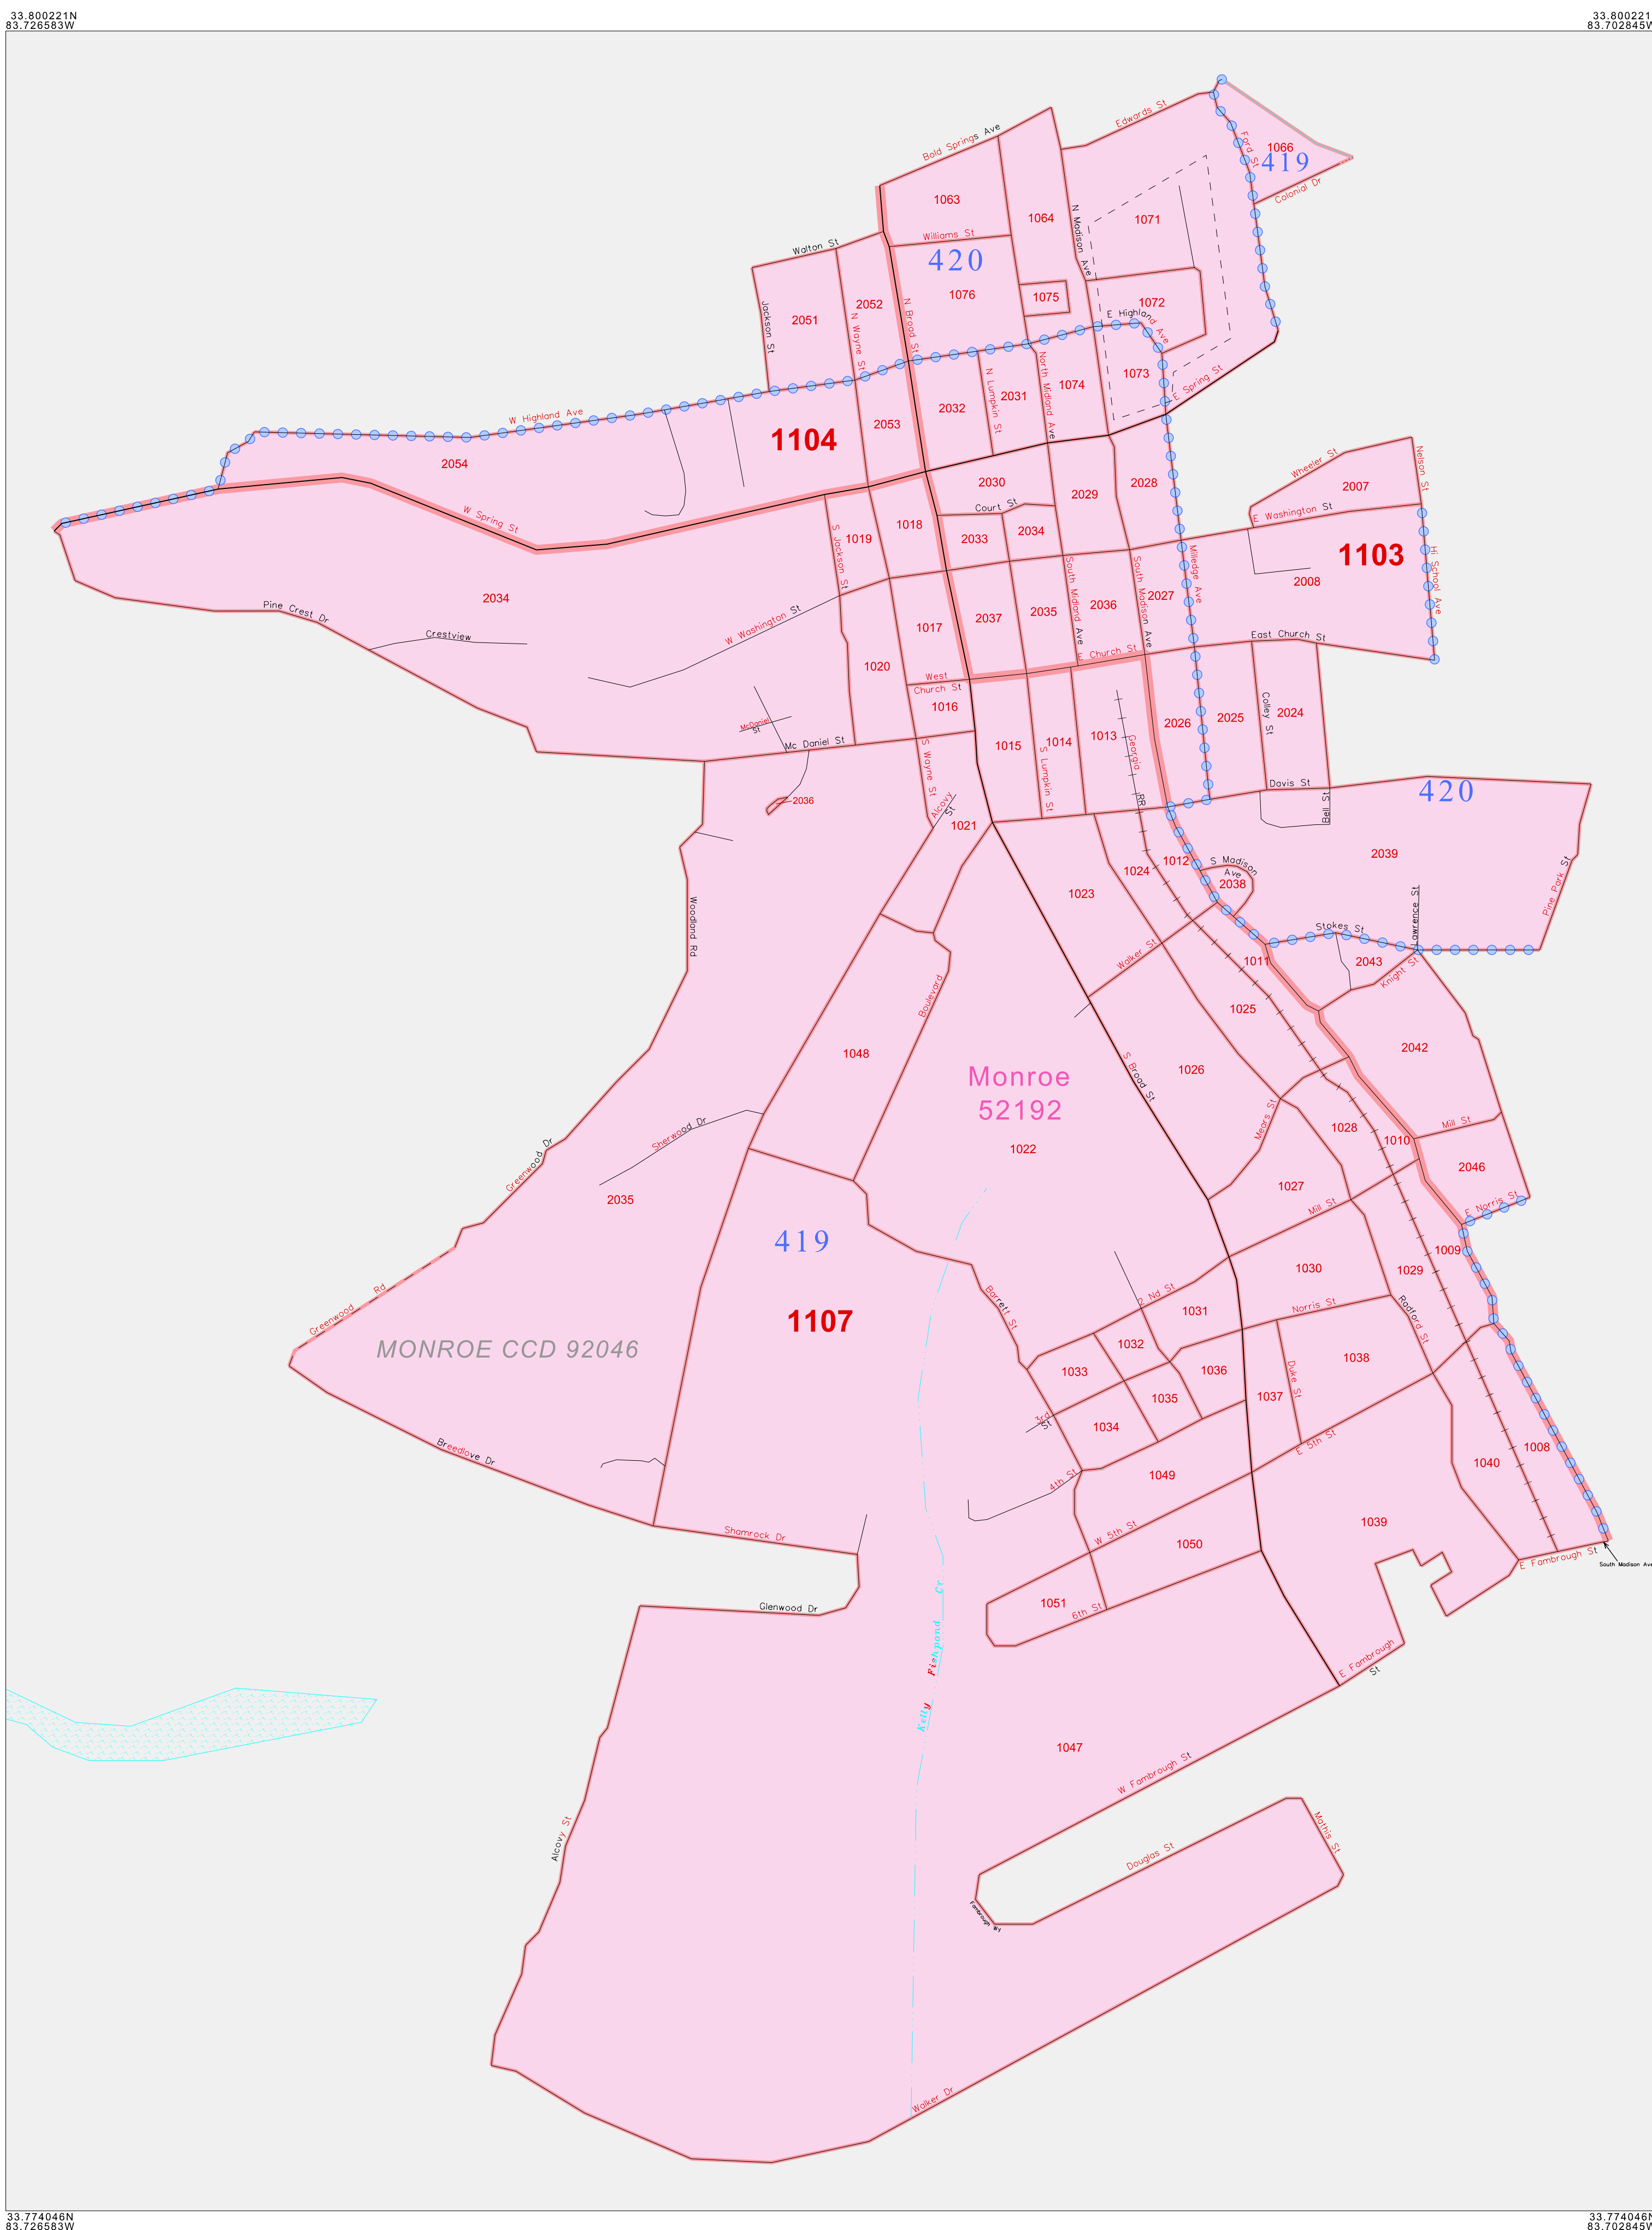 33.800221N
83.726583W
33.800221
83.702845W
Edwards St
Bold Springs Ave
Ford St
1066
419
Colonial Dr
1063
1064
N Madison Ave
1071
Williams St
Walton St
420
1076
1075
1072
2052
2051
Jackson St
N Wayne St
N Broad St
E Highland Ave
1073
E Spring St
1074
North Midland Ave
N Lumpkin St
2031
2032
2053
W Highland Ave
1104
2054
W Spring St
Wheeler St
Nelson St
2007
E Washington St
2030
2029
2028
Court St
1018
1019
S Jackson St
2033
2034
1103
Hi School Ave
2008
Milledge Ave
2034
Pine Crest Dr
Crestview
W Washington St
1017
2037
2035
South Midland Ave
2036
South Madison Ave
2027
East Church St
E Church St
1020
West
Church St
1016
McDaniel
St
Mc Daniel St
1015
1014
1013
S Lumpkin St
Georgia
RR
2026
2025
Colley St
2024
Davis St
Bell St
420
2036
S Wayne St
Alcovy
St
1021
1012
1024
S Madison
Ave
2038
2039
Pine Park St
1023
Woodland Rd
Lawrence St
Stokes St
Walker St
1011
2043
Knight St
Boulevard
1025
2042
1048
Monroe
52192
1026
S Broad St
Mears St
Sherwood Dr
1028
Mill St
1010
1022
Greenwood Dr
2035
2046
1027
Mill St
E Norris St
419
1009
1030
1029
Greenwood Rd
1107
Barrett St
2 Nd St
1031
Norris St
Radford St
MONROE CCD 92046
1032
1033
1036
1038
Duke St
1035
1037
3rd
St
1034
E 5th St
1008
Breedlove Dr
4th St
1049
1040
Shamrock Dr
W 5th St
1039
1050
E Fambrough St
South Madison Ave
Glenwood Dr
1051
6th St
Kelly Fishpond Cr
E Fambrough
St
1047
W Fambrough St
Alcovy St
Mathis St
Douglas St
Fambrough Wy
Walker Dr
33.774046N
83.726583W
33.774046N
83.702845W